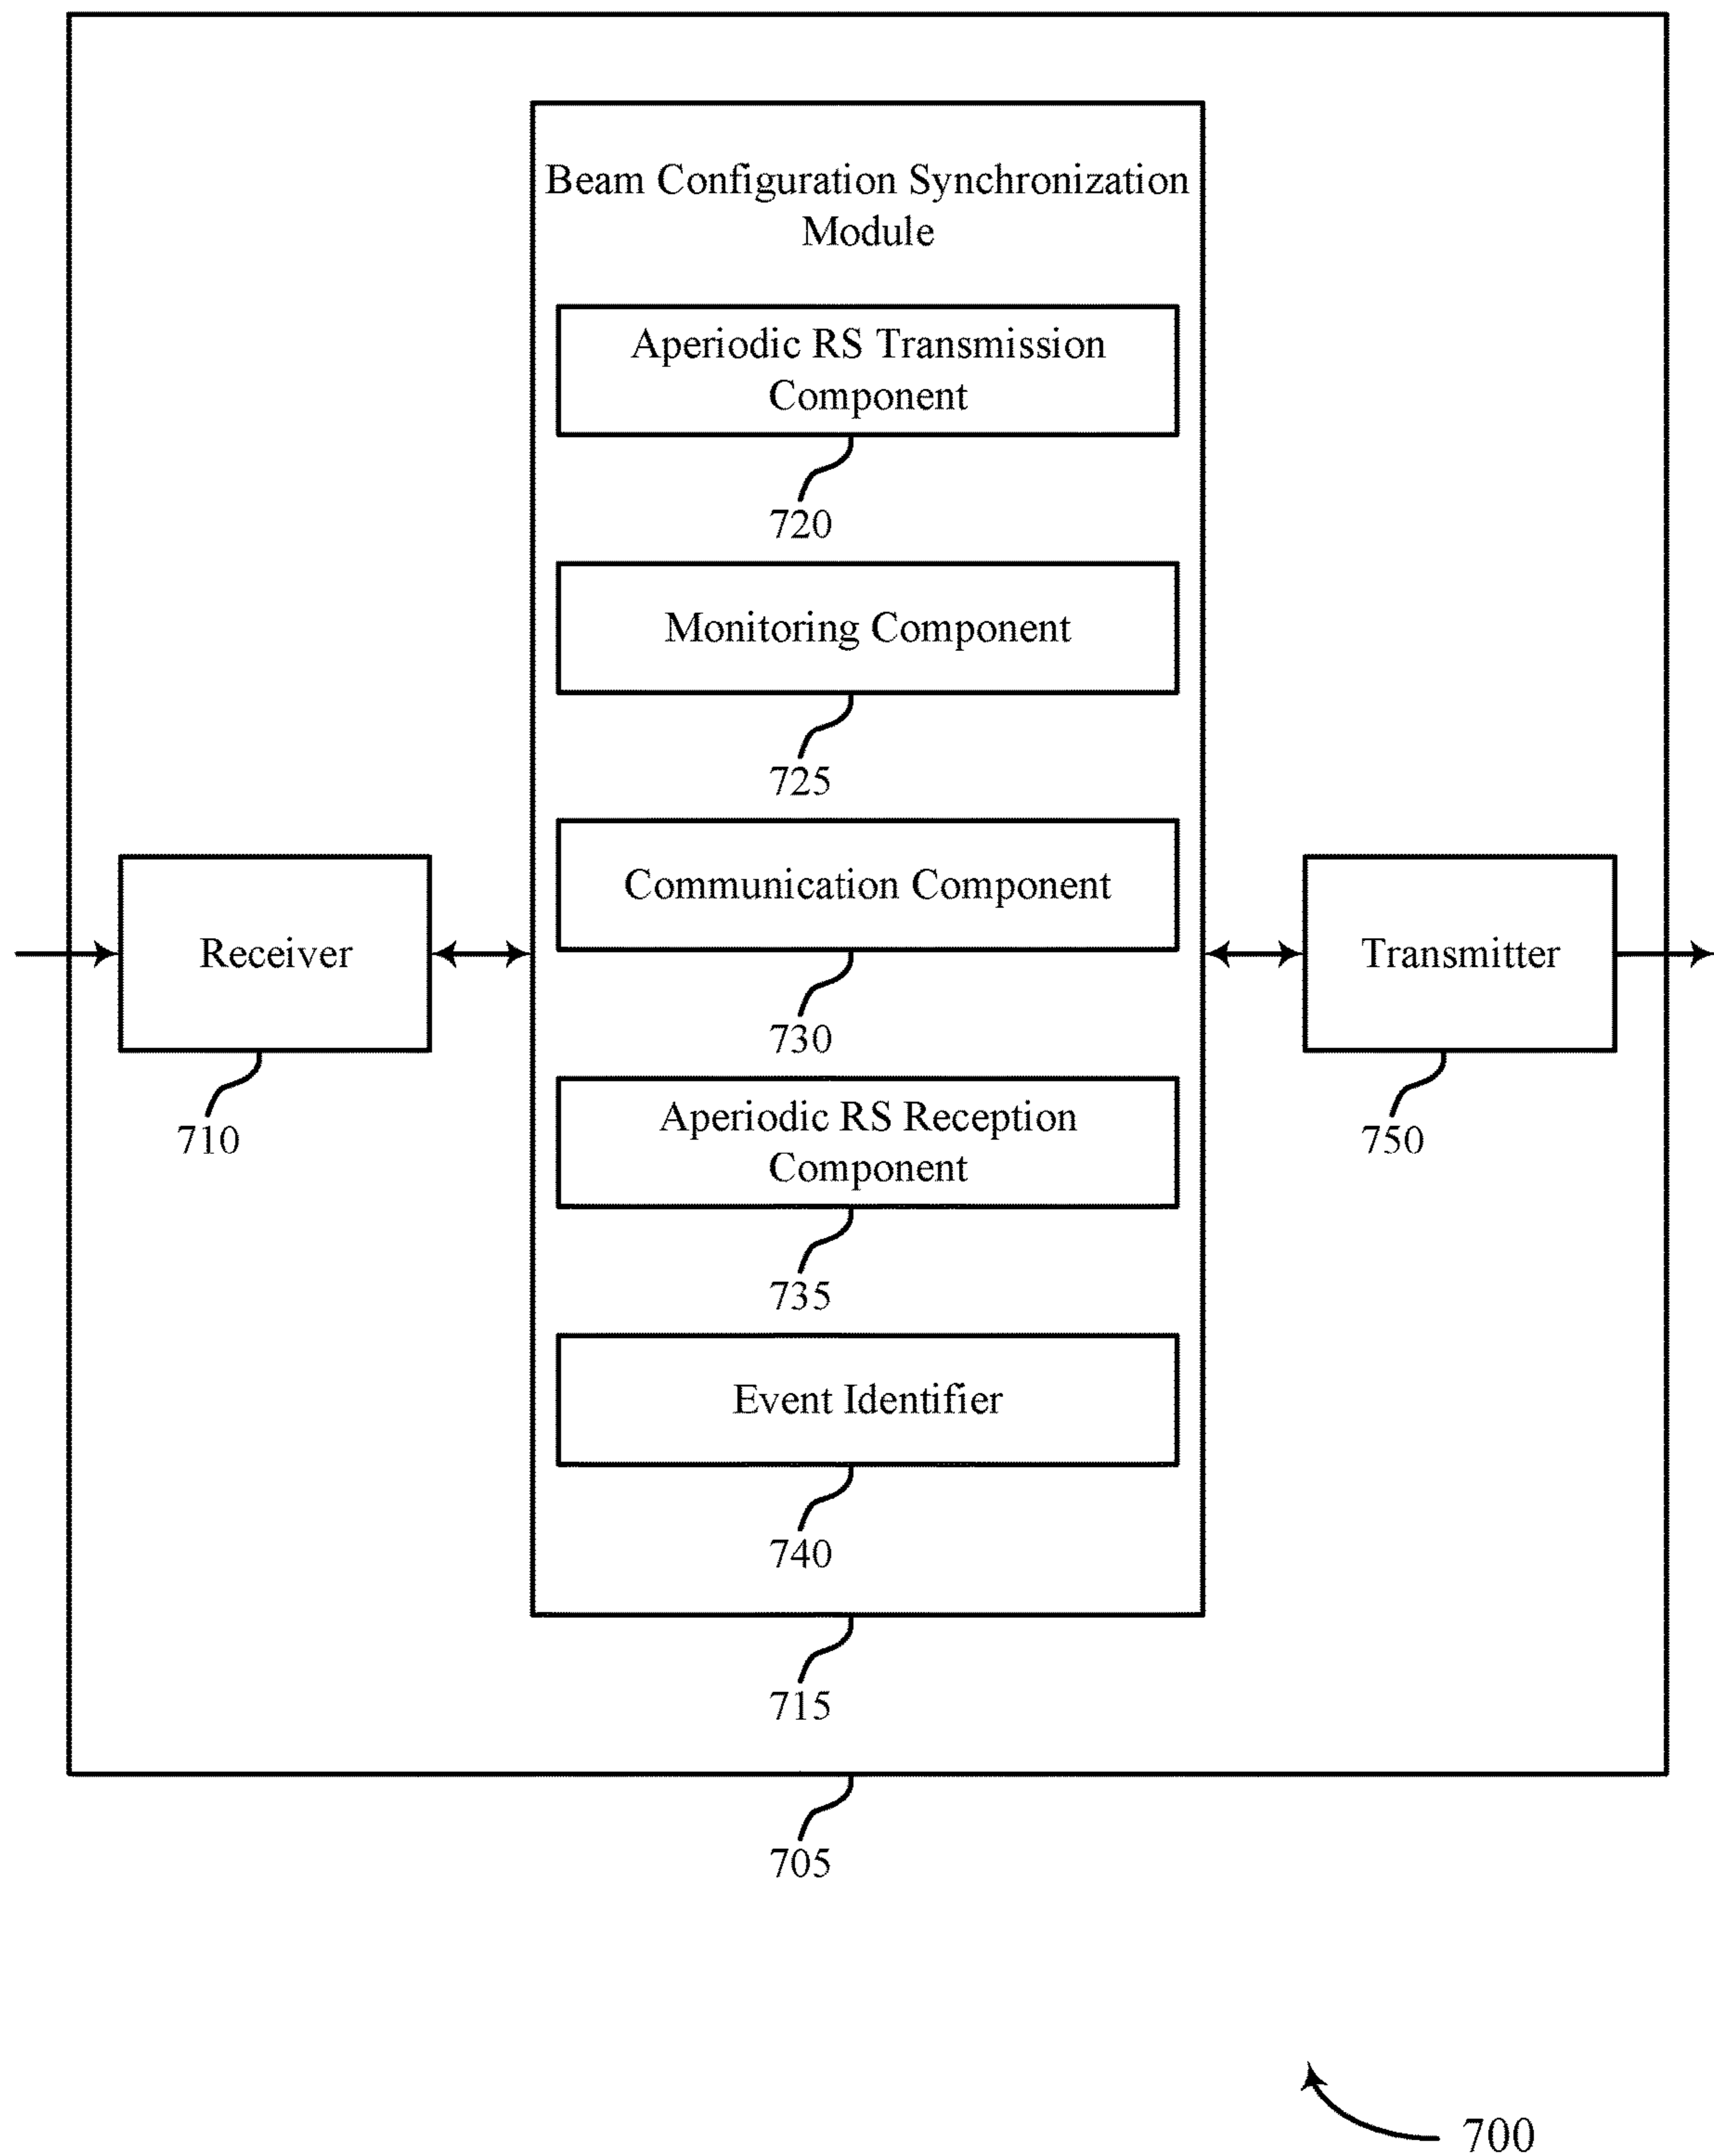 Beam Configuration Synchronization
Module
Aperiodic RS Transmission
Component
720
Monitoring Component
725
Communication Component
730
Receiver
710
Transmitter
750
Aperiodic RS Reception
Component
735
Event Identifier
740
715
705
700